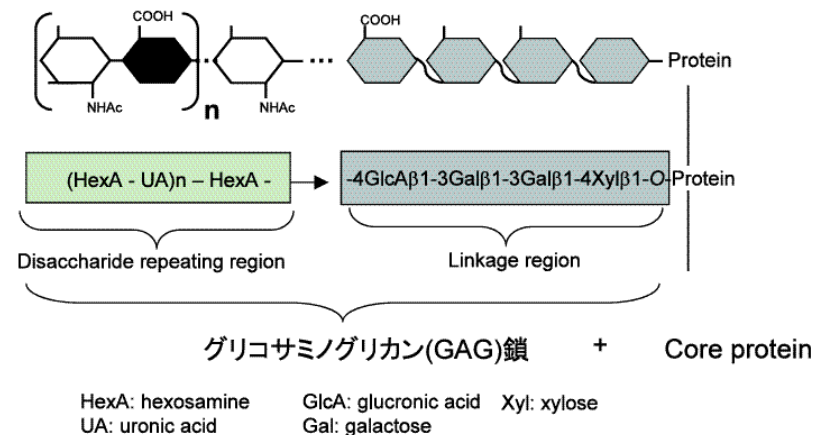 COOH
COOH
Protein
NHAc
n
NHAc
(HexA - UA)n – HexA -
-4GlcAβ1-3Galβ1-3Galβ1-4Xylβ1-O-Protein
Disaccharide repeating region
Linkage region
グリコサミノグリカン(GAG)鎖 + Core protein
HexA: hexosamine GlcA: glucronic acid Xyl: xylose
UA: uronic acid Gal: galactose